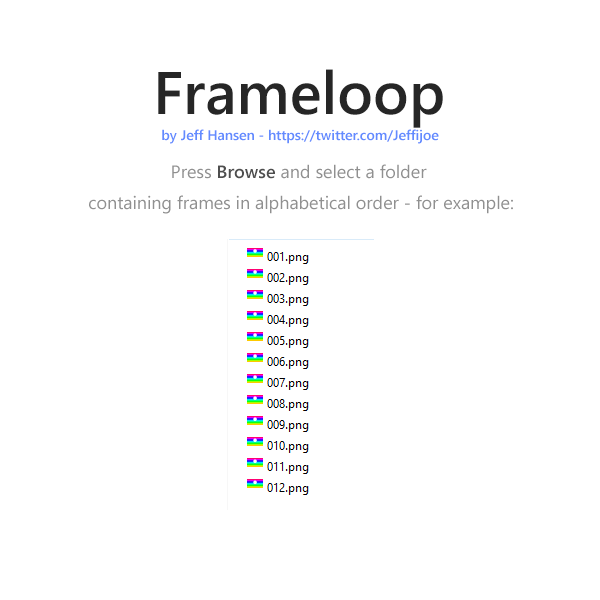 Frameloop
by Jeff Hansen - https://twitter.com/Jeffijoe
Press Browse and select a folder
containing frames in alphabetical order - for example:
001.png
002.png
003.png
004.png
005.png
006.png
007.png
008.png
009.png
010.png
011.png
012.png